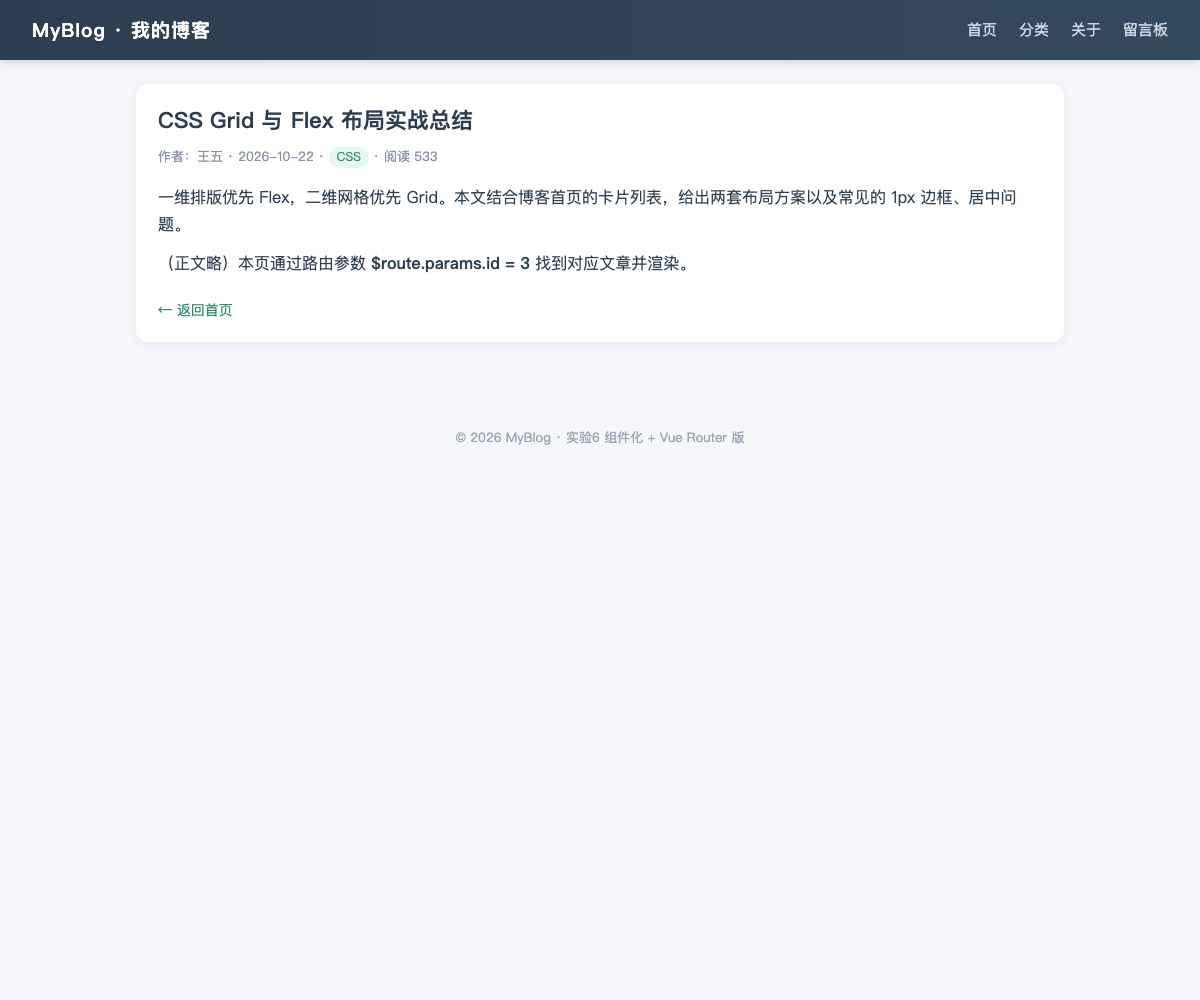 MyBlog · 我的博客
首页 分类 关于 留言板
CSS Grid 与 Flex 布局实战总结
作者：王五 · 2026-10-22 · CSS · 阅读 533
一维排版优先 Flex，二维网格优先 Grid。本文结合博客首页的卡片列表，给出两套布局方案以及常见的 1px 边框、居中问
题。
（正文略）本页通过路由参数 $route.params.id = 3 找到对应文章并渲染。
← 返回首页
© 2026 MyBlog · 实验6 组件化 + Vue Router 版